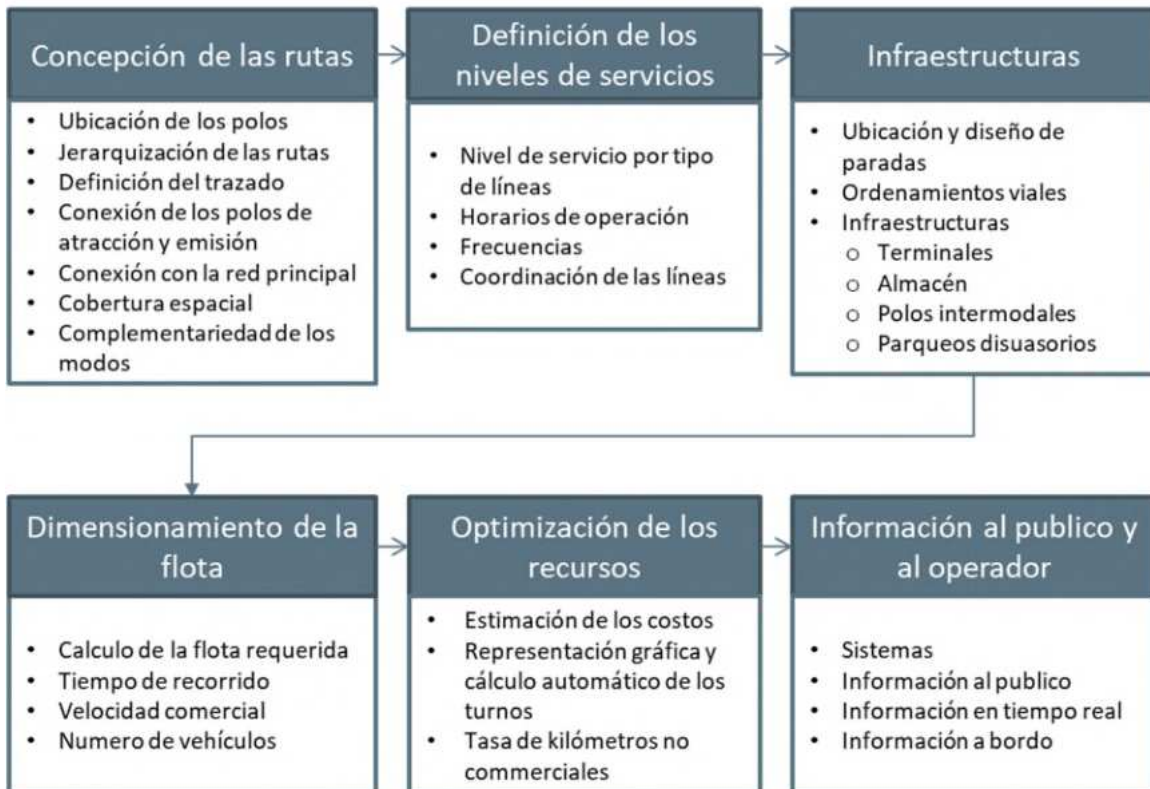 Concepción de las rutas
• Ubicación de los polos
• Jerarquización de las rutas
• Definición del trazado
• Conexión de los polos de
atracción y emisión
• Conexión con la red principal
• Cobertura espacial
• Complementariedad de los
modos
Definición de los
niveles de servicios
• Nivel de servicio por tipo
de líneas
• Horarios de operación
• Frecuencias
• Coordinación de las líneas
Infraestructuras
• Ubicación y diseño de
paradas
• Ordenamientos viales
• Infraestructuras
o Terminales
o Almacén
o Polos intermodales
o Parqueos disuasorios
Dimensionamiento de la
flota
• Calculo de la flota requerida
• Tiempo de recorrido
• Velocidad comercial
• Numero de vehículos
Optimización de los
recursos
• Estimación de los costos
• Representación gráfica y
cálculo automático de los
turnos
• Tasa de kilómetros no
commerciales
Información al publico y
al operador
• Sistemas
• Información al publico
• Información en tiempo real
• Información a bordo